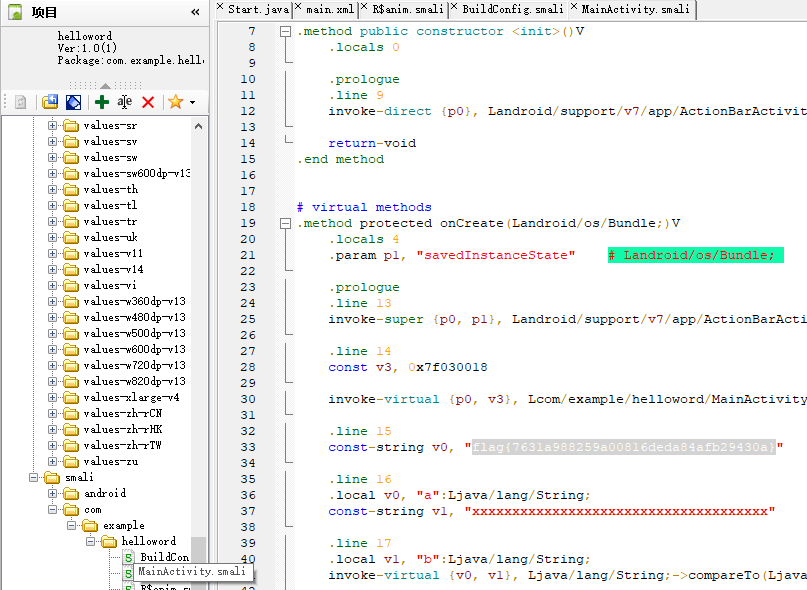 项目
helloword
Ver:1.0(1)
Package:com.example.hell
values-sr
values-sv
values-sw
values-sw600dp-v13
values-th
values-tl
values-tr
values-uk
values-v11
values-v14
values-vi
values-w360dp-v13
values-w480dp-v13
values-w500dp-v13
values-w600dp-v13
values-w720dp-v13
values-w820dp-v13
values-xlarge-v4
values-zh-rCN
values-zh-rHK
values-zh-rTW
values-zu
smali
android
com
example
helloword
BuildCon
MainActivity.smali
Start.java
main.xml
R$anim.smali
BuildConfig.smali
MainActivity.smali
7 .method public constructor <init>()V
8 .locals 0
9
10 .prologue
11 .line 9
12 invoke-direct {p0}, Landroid/support/v7/app/ActionBarActivit
13
14 return-void
15 .end method
16
17
18 # virtual methods
19 .method protected onCreate(Landroid/os/Bundle;)V
20 .locals 4
21 .param p1, "savedInstanceState" # Landroid/os/Bundle;
22
23 .prologue
24 .line 13
25 invoke-super {p0, p1}, Landroid/support/v7/app/ActionBarActi
26
27 .line 14
28 const v3, 0x7f030018
29
30 invoke-virtual {p0, v3}, Lcom/example/helloword/MainActivity
31
32 .line 15
33 const-string v0, "flag{7631a988259a00816deda84afb29430a}"
34
35 .line 16
36 .local v0, "a":Ljava/lang/String;
37 const-string v1, "xxxxxxxxxxxxxxxxxxxxxxxxxxxxxxxxxxxxx"
38
39 .line 17
40 .local v1, "b":Ljava/lang/String;
41 invoke-virtual {v0, v1}, Ljava/lang/String;->compareTo(Ljava